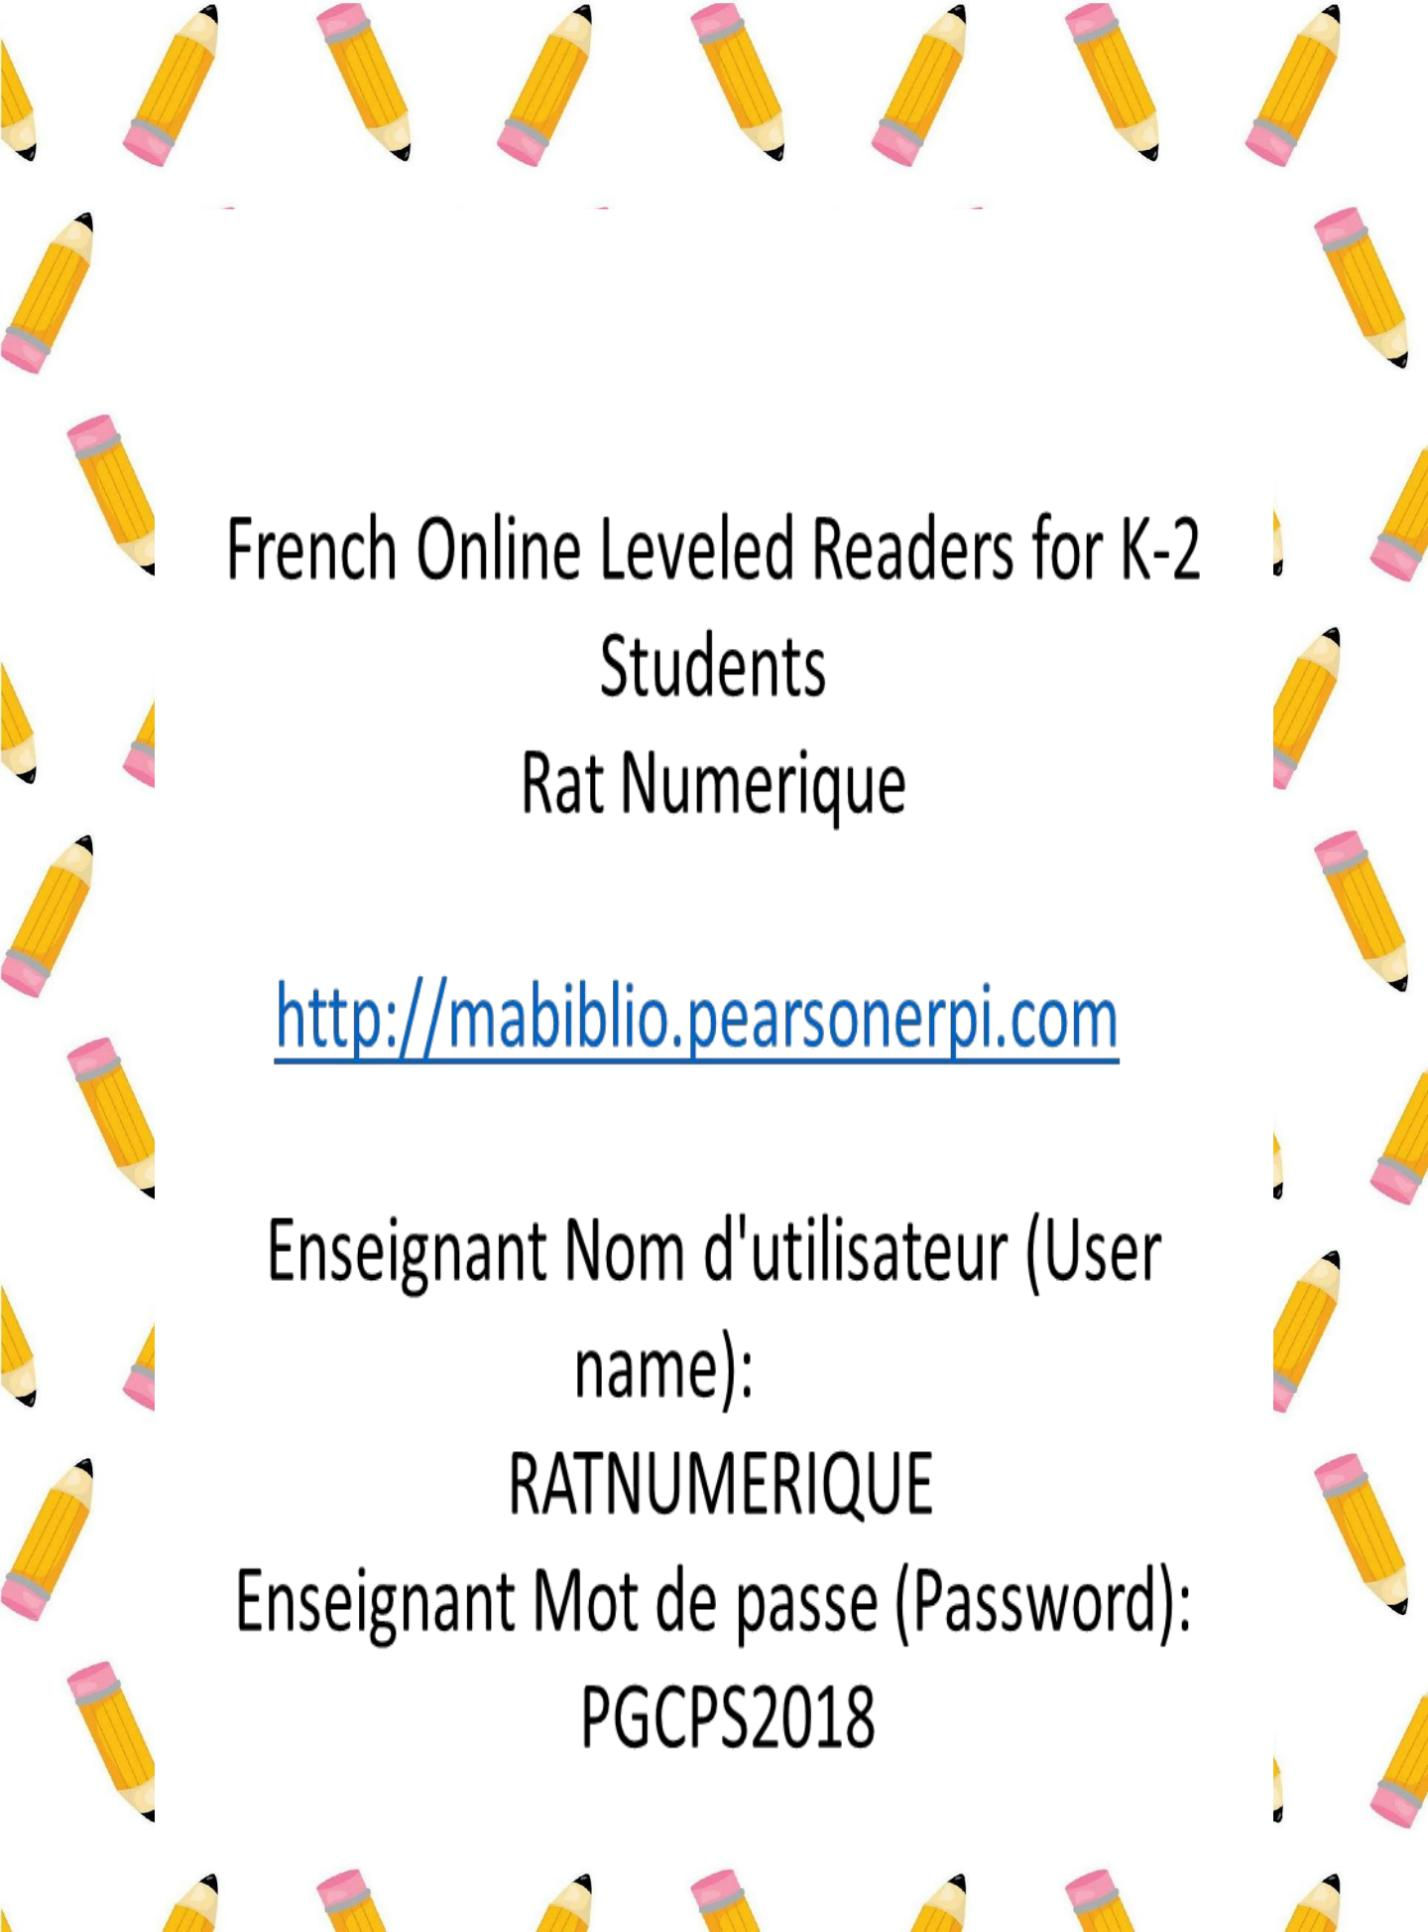 French Online Leveled Readers for K-2
Students
Rat Numerique
http://mabiblio.pearsonerpi.com
Enseignant Nom d'utilisateur (User
name):
RATNUMERIQUE
Enseignant Mot de passe (Password):
PGCPS2018